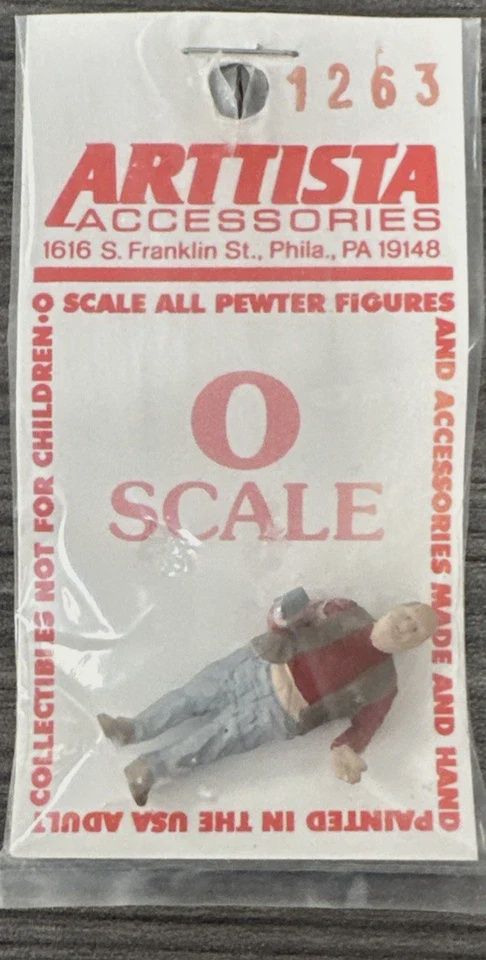 1263
ARTTISTA
ACCESSORIES
1616 S. Franklin St., Phila., PA 19148
O SCALE ALL PEWTER FIGURES
AND ACCESSORIES MADE AND HAND
PAINTED IN THE USA ADULT
COLLECTIBLES NOT FOR CHILDREN•
O
SCALE